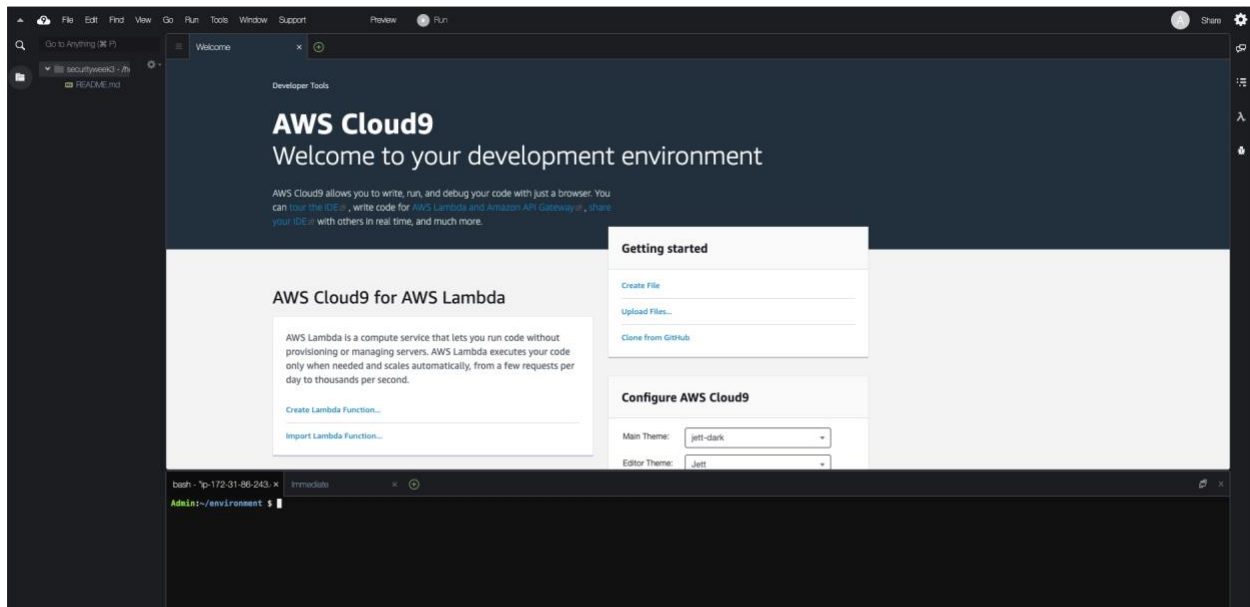 File Edit Find View Go Run Tools Window Support Preview Run Share
Go to Anything (⌘ P)
Welcome
securityweek3 - /h
README.md
Developer Tools
AWS Cloud9
Welcome to your development environment
AWS Cloud9 allows you to write, run, and debug your code with just a browser. You
can tour the IDE, write code for AWS Lambda and Amazon API Gateway, share
your IDE with others in real time, and much more.
Getting started
Create File
Upload Files...
Clone from GitHub
AWS Cloud9 for AWS Lambda
AWS Lambda is a compute service that lets you run code without
provisioning or managing servers. AWS Lambda executes your code
only when needed and scales automatically, from a few requests per
day to thousands per second.
Create Lambda Function...
Import Lambda Function...
Configure AWS Cloud9
Main Theme: jett-dark
Editor Theme: Jett
bash - "ip-172-31-86-243. Immediate
Admin:~/environment $